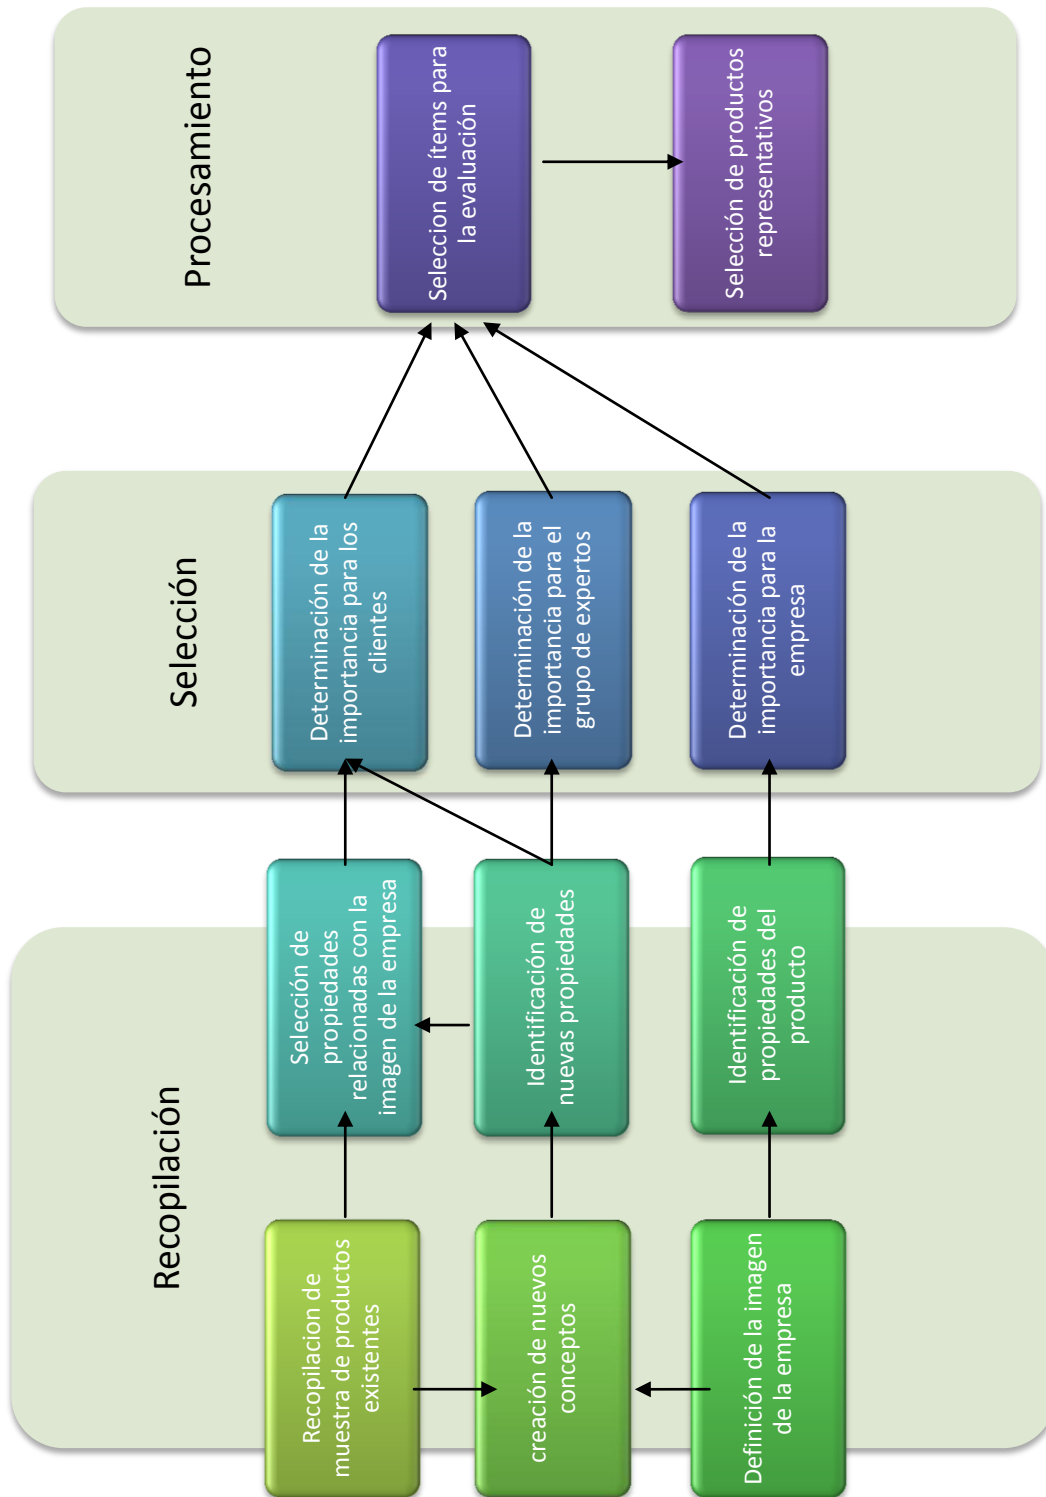 Recopilación
Recopilacion de
muestra de productos
existentes
creación de nuevos
conceptos
Definición de la imagen
de la empresa
Selección de
propiedades
relacionadas con la
imagen de la empresa
Identificación de
nuevas propiedades
Identificación de
propiedades del
producto
Selección
Determinación de la
importancia para los
clientes
Determinación de la
importancia para el
grupo de expertos
Determinación de la
importancia para la
empresa
Procesamiento
Seleccion de ítems para
la evaluación
Selección de productos
representativos